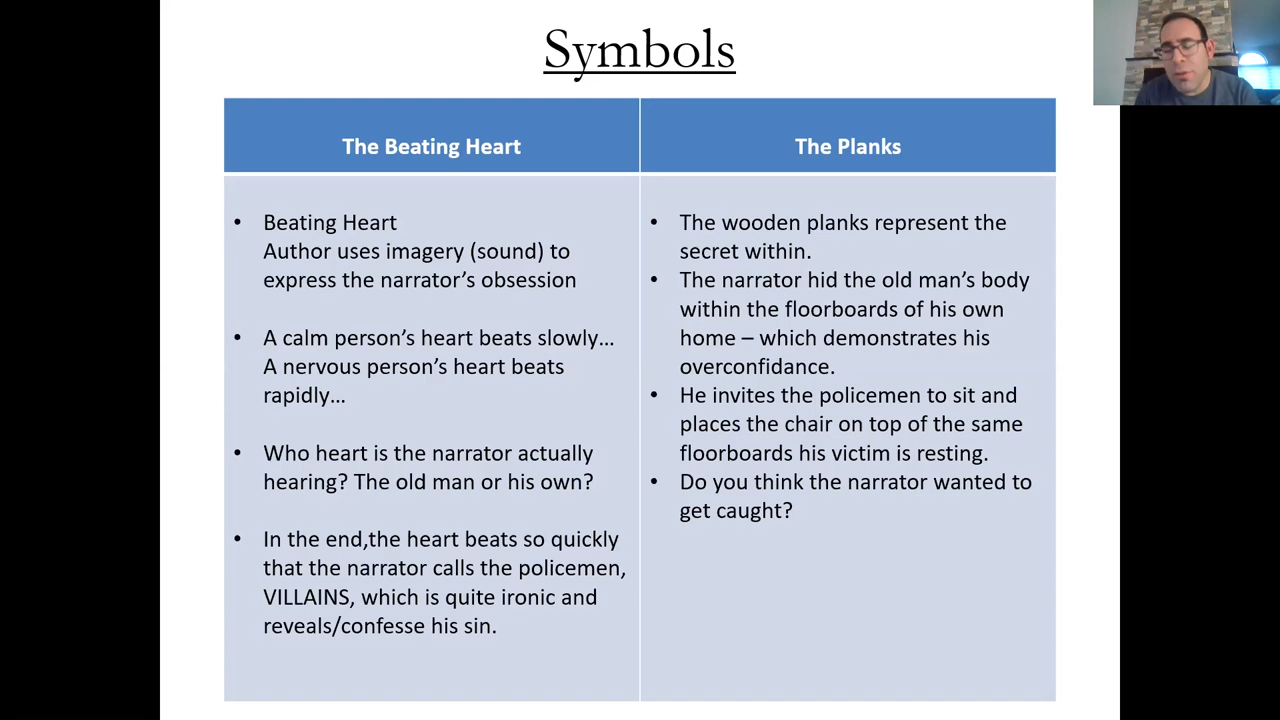 Symbols
The Beating Heart
• Beating Heart
Author uses imagery (sound) to
express the narrator’s obsession
• A calm person’s heart beats slowly…
A nervous person’s heart beats
rapidly…
• Who heart is the narrator actually
hearing? The old man or his own?
• In the end,the heart beats so quickly
that the narrator calls the policemen,
VILLAINS, which is quite ironic and
reveals/confesse his sin.
The Planks
• The wooden planks represent the
secret within.
• The narrator hid the old man’s body
within the floorboards of his own
home – which demonstrates his
overconfidance.
• He invites the policemen to sit and
places the chair on top of the same
floorboards his victim is resting.
• Do you think the narrator wanted to
get caught?